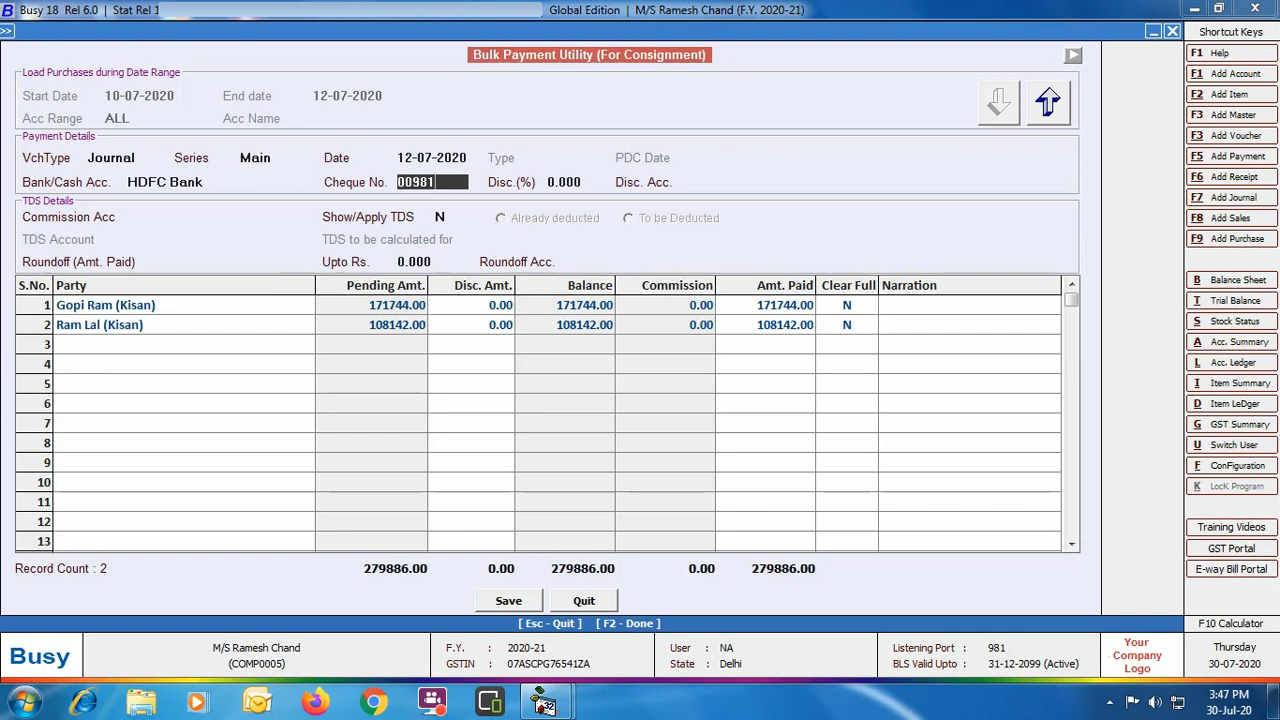 Busy 18 Rel 6.0 | Stat Rel 1
Global Edition | M/S Ramesh Chand (F.Y. 2020-21)
>>
Shortcut Keys
Bulk Payment Utility (For Consignment)
Load Purchases during Date Range
Start Date 10-07-2020 End date 12-07-2020
Acc Range ALL Acc Name
Payment Details
VchType Journal Series Main Date 12-07-2020 Type PDC Date
Bank/Cash Acc. HDFC Bank Cheque No. 00981 Disc.(%) 0.000 Disc. Acc.
TDS Details
Commission Acc Show/Apply TDS N Already deducted To be Deducted
TDS Account TDS to be calculated for
Roundoff (Amt. Paid) Upto Rs. 0.000 Roundoff Acc.
S.No. Party Pending Amt. Disc. Amt. Balance Commission Amt. Paid Clear Full Narration
1 Gopi Ram (Kisan) 171744.00 0.00 171744.00 0.00 171744.00 N
2 Ram Lal (Kisan) 108142.00 0.00 108142.00 0.00 108142.00 N
3
4
5
6
7
8
9
10
11
12
13
Record Count : 2 279886.00 0.00 279886.00 0.00 279886.00
Save Quit
[ Esc - Quit ] [ F2 - Done ]
F1 Help
F1 Add Account
F2 Add Item
F3 Add Master
F3 Add Voucher
F5 Add Payment
F6 Add Receipt
F7 Add Journal
F8 Add Sales
F9 Add Purchase
B Balance Sheet
T Trial Balance
S Stock Status
A Acc. Summary
L Acc. Ledger
I Item Summary
D Item LeDger
G GST Summary
U Switch User
F ConFiguration
K LocK Program
Training Videos
GST Portal
E-way Bill Portal
F10 Calculator
Busy
M/S Ramesh Chand
(COMP0005)
F.Y. : 2020-21
GSTIN : 07ASCPG76541ZA
User : NA
State : Delhi
Listening Port : 981
BLS Valid Upto : 31-12-2099 (Active)
Your
Company
Logo
Thursday
30-07-2020
32
3:47 PM
30-Jul-20